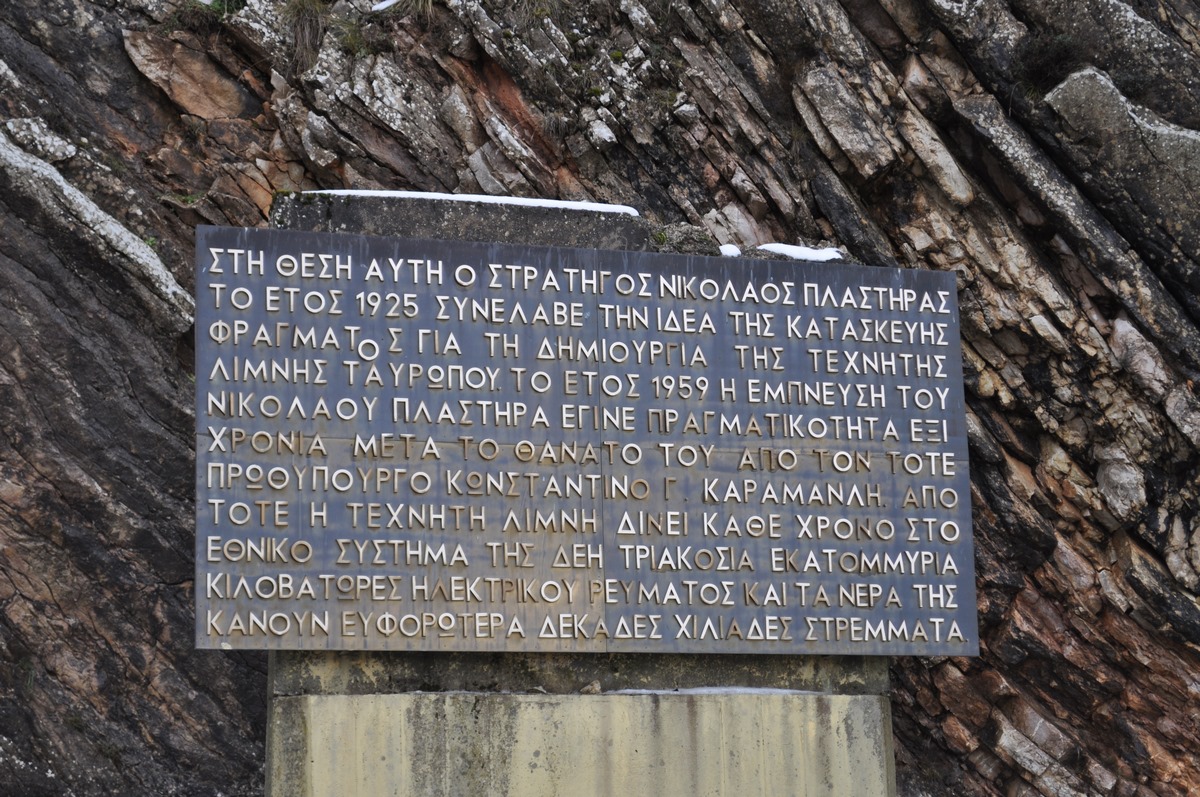 ΣΤΗ ΘΕΣΗ ΑΥΤΗ Ο ΣΤΡΑΤΗΓΟΣ ΝΙΚΟΛΑΟΣ ΠΛΑΣΤΗΡΑΣ
ΤΟ ΕΤΟΣ 1925 ΣΥΝΕΛΑΒΕ ΤΗΝ ΙΔΕΑ ΤΗΣ ΚΑΤΑΣΚΕΥΗΣ
ΦΡΑΓΜΑΤΟΣ ΓΙΑ ΤΗ ΔΗΜΙΟΥΡΓΙΑ ΤΗΣ ΤΕΧΝΗΤΗΣ
ΛΙΜΝΗΣ ΤΑΥΡΩΠΟΥ. ΤΟ ΕΤΟΣ 1959 Η ΕΜΠΝΕΥΣΗ ΤΟΥ
ΝΙΚΟΛΑΟΥ ΠΛΑΣΤΗΡΑ ΕΓΙΝΕ ΠΡΑΓΜΑΤΙΚΟΤΗΤΑ ΕΞΙ
ΧΡΟΝΙΑ ΜΕΤΑ ΤΟ ΘΑΝΑΤΟ ΤΟΥ ΑΠΟ ΤΟΝ ΤΟΤΕ
ΠΡΩΘΥΠΟΥΡΓΟ ΚΩΝΣΤΑΝΤΙΝΟ Γ. ΚΑΡΑΜΑΝΛΗ. ΑΠΟ
ΤΟΤΕ Η ΤΕΧΝΗΤΗ ΛΙΜΝΗ ΔΙΝΕΙ ΚΑΘΕ ΧΡΟΝΟ ΣΤΟ
ΕΘΝΙΚΟ ΣΥΣΤΗΜΑ ΤΗΣ ΔΕΗ ΤΡΙΑΚΟΣΙΑ ΕΚΑΤΟΜΜΥΡΙΑ
ΚΙΛΟΒΑΤΩΡΕΣ ΗΛΕΚΤΡΙΚΟΥ ΡΕΥΜΑΤΟΣ ΚΑΙ ΤΑ ΝΕΡΑ ΤΗΣ
ΚΑΝΟΥΝ ΕΥΦΟΡΩΤΕΡΑ ΔΕΚΑΔΕΣ ΧΙΛΙΑΔΕΣ ΣΤΡΕΜΜΑΤΑ.